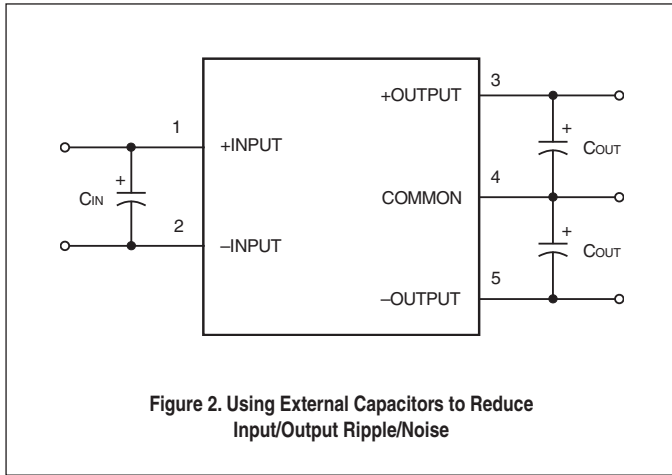 3
+OUTPUT
1
+
+INPUT
COUT
4
+
COMMON
CIN
+
2
–INPUT
COUT
5
–OUTPUT
Figure 2. Using External Capacitors to Reduce
Input/Output Ripple/Noise